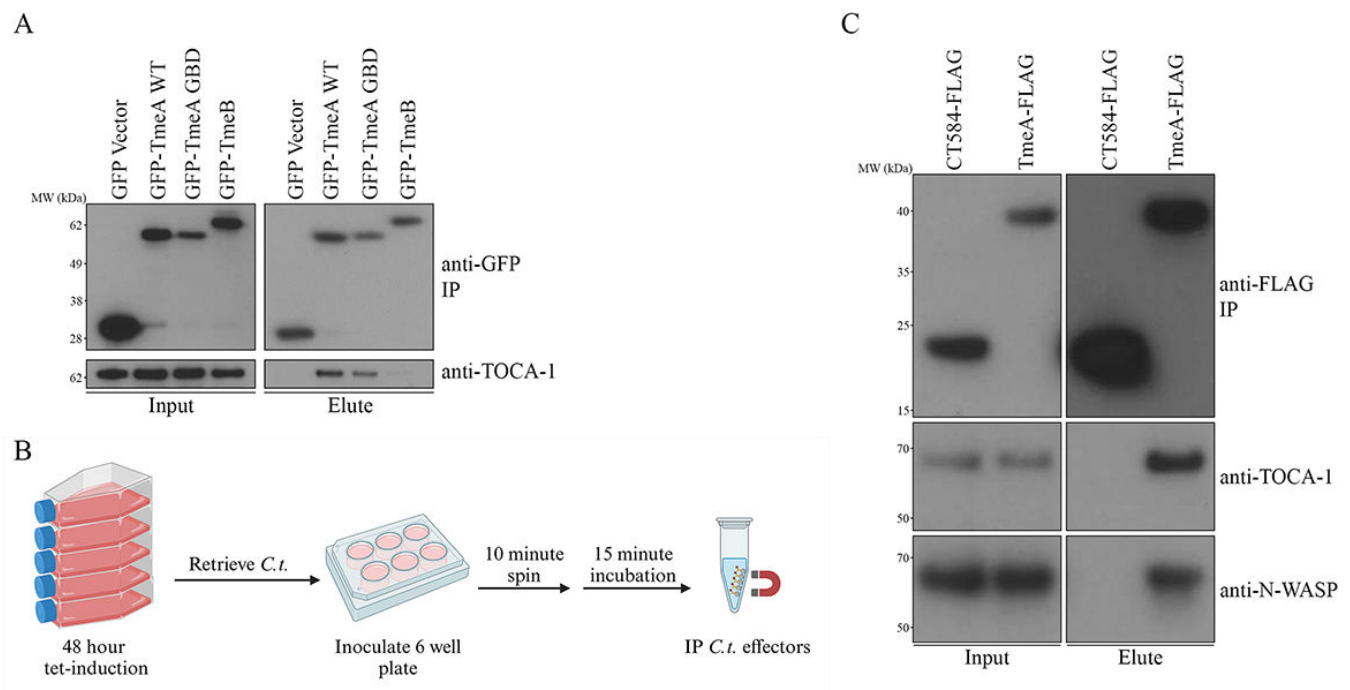 A
GFP Vector
GFP-TmeA WT
GFP-TmeA GBD
GFP-TmeB
GFP Vector
GFP-TmeA WT
GFP-TmeA GBD
GFP-TmeB
MW (kDa)
62
49
38
28
anti-GFP
IP
62
anti-TOCA-1
Input
Elute
B
48 hour
tet-induction
Retrieve C.t.
Inoculate 6 well
plate
10 minute
spin
15 minute
incubation
IP C.t. effectors
C
CT584-FLAG
TmeA-FLAG
CT584-FLAG
TmeA-FLAG
MW (kDa)
40
35
25
15
anti-FLAG
IP
70
50
anti-TOCA-1
70
50
anti-N-WASP
Input
Elute